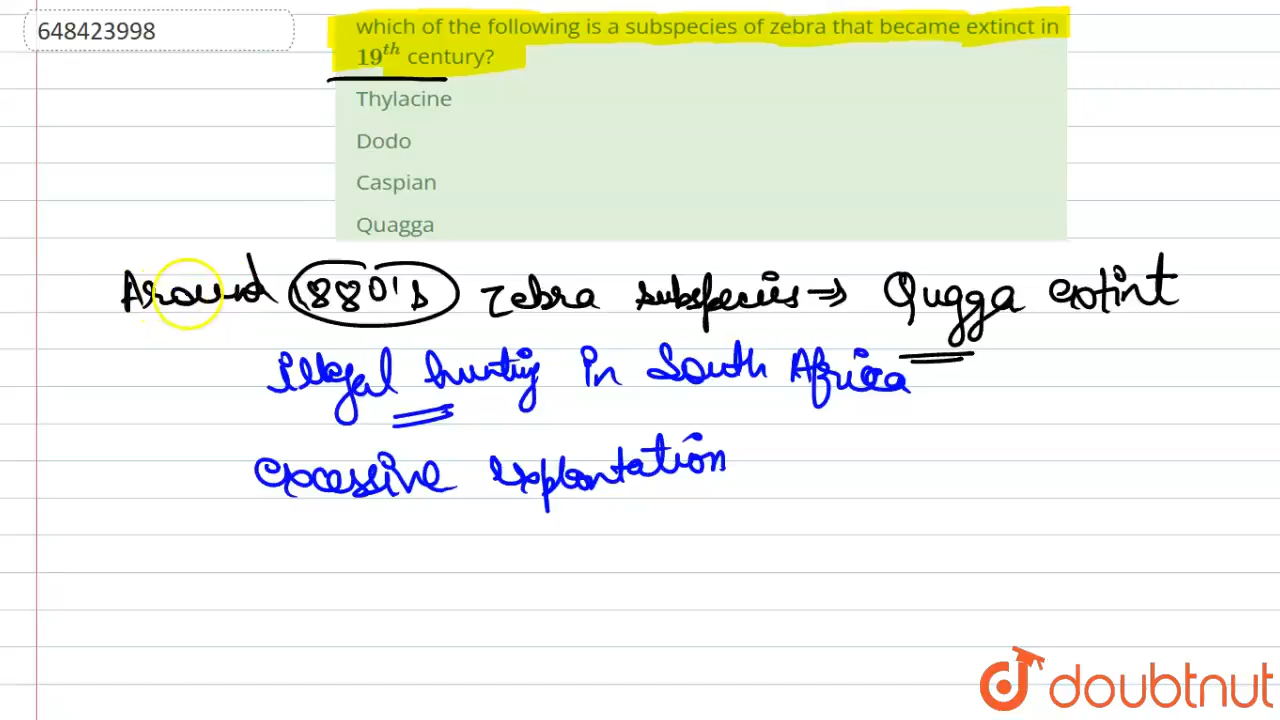 648423998
which of the following is a subspecies of zebra that became extinct in
19th century?
Thylacine
Dodo
Caspian
Quagga
Around 1880's zebra subspecies → Qugga extint
illegal hunting in South Africa
excessive
doubtnut